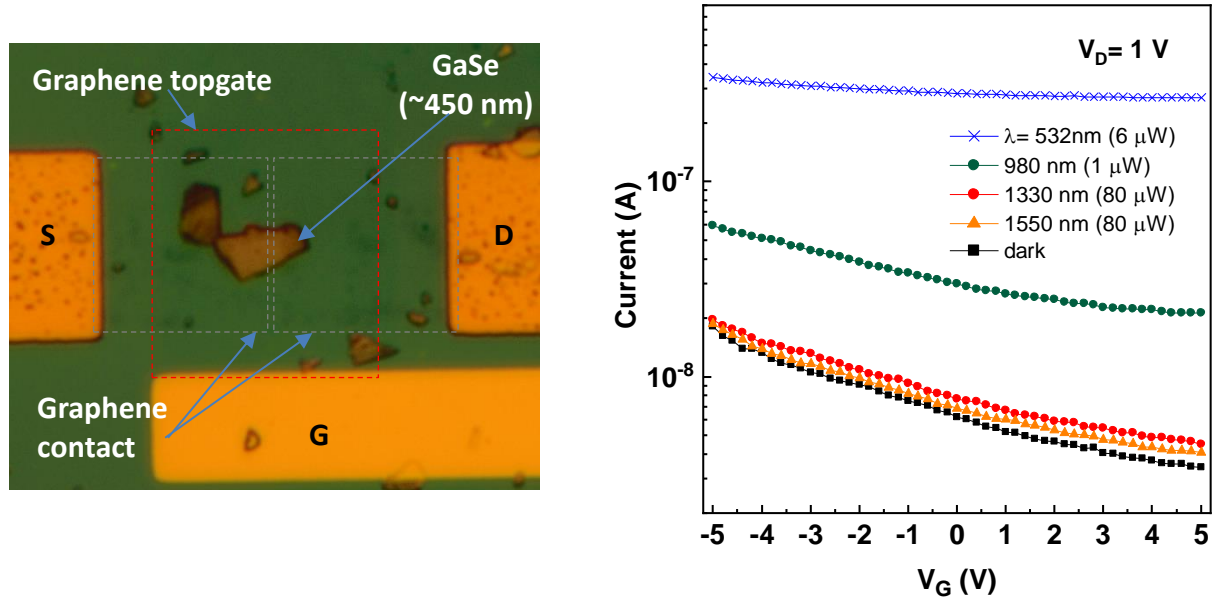 Graphene topgate
GaSe
(~450 nm)
S
D
Graphene
contact
G
V_D= 1 V
λ= 532nm (6 μW)
980 nm (1 μW)
1330 nm (80 μW)
1550 nm (80 μW)
dark
Current (A)
10⁻⁷
10⁻⁸
-5 -4 -3 -2 -1 0 1 2 3 4 5
V_G (V)